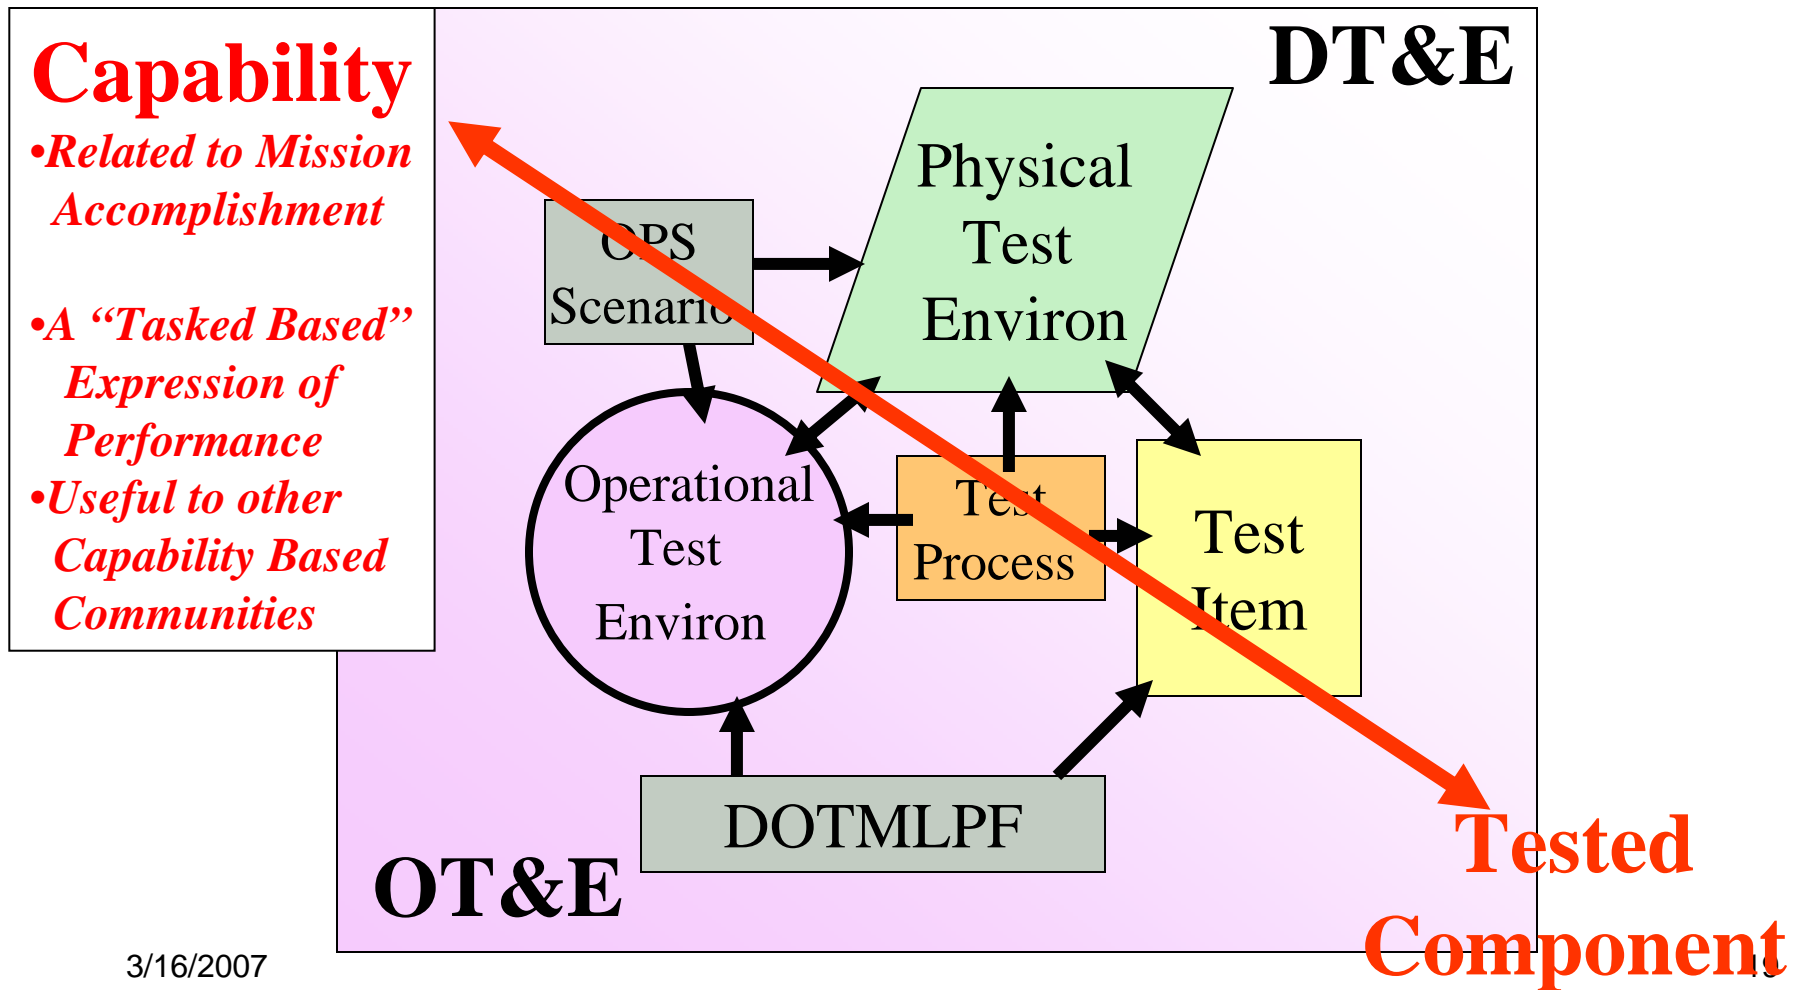 Capability
•Related to Mission
Accomplishment
•A “Tasked Based”
Expression of
Performance
•Useful to other
Capability Based
Communities
DT&E
Physical
Test
Environ
OPS
Scenario
Operational
Test
Environ
Test
Process
Test
Item
DOTMLPF
OT&E
Tested
Component
3/16/2007
19